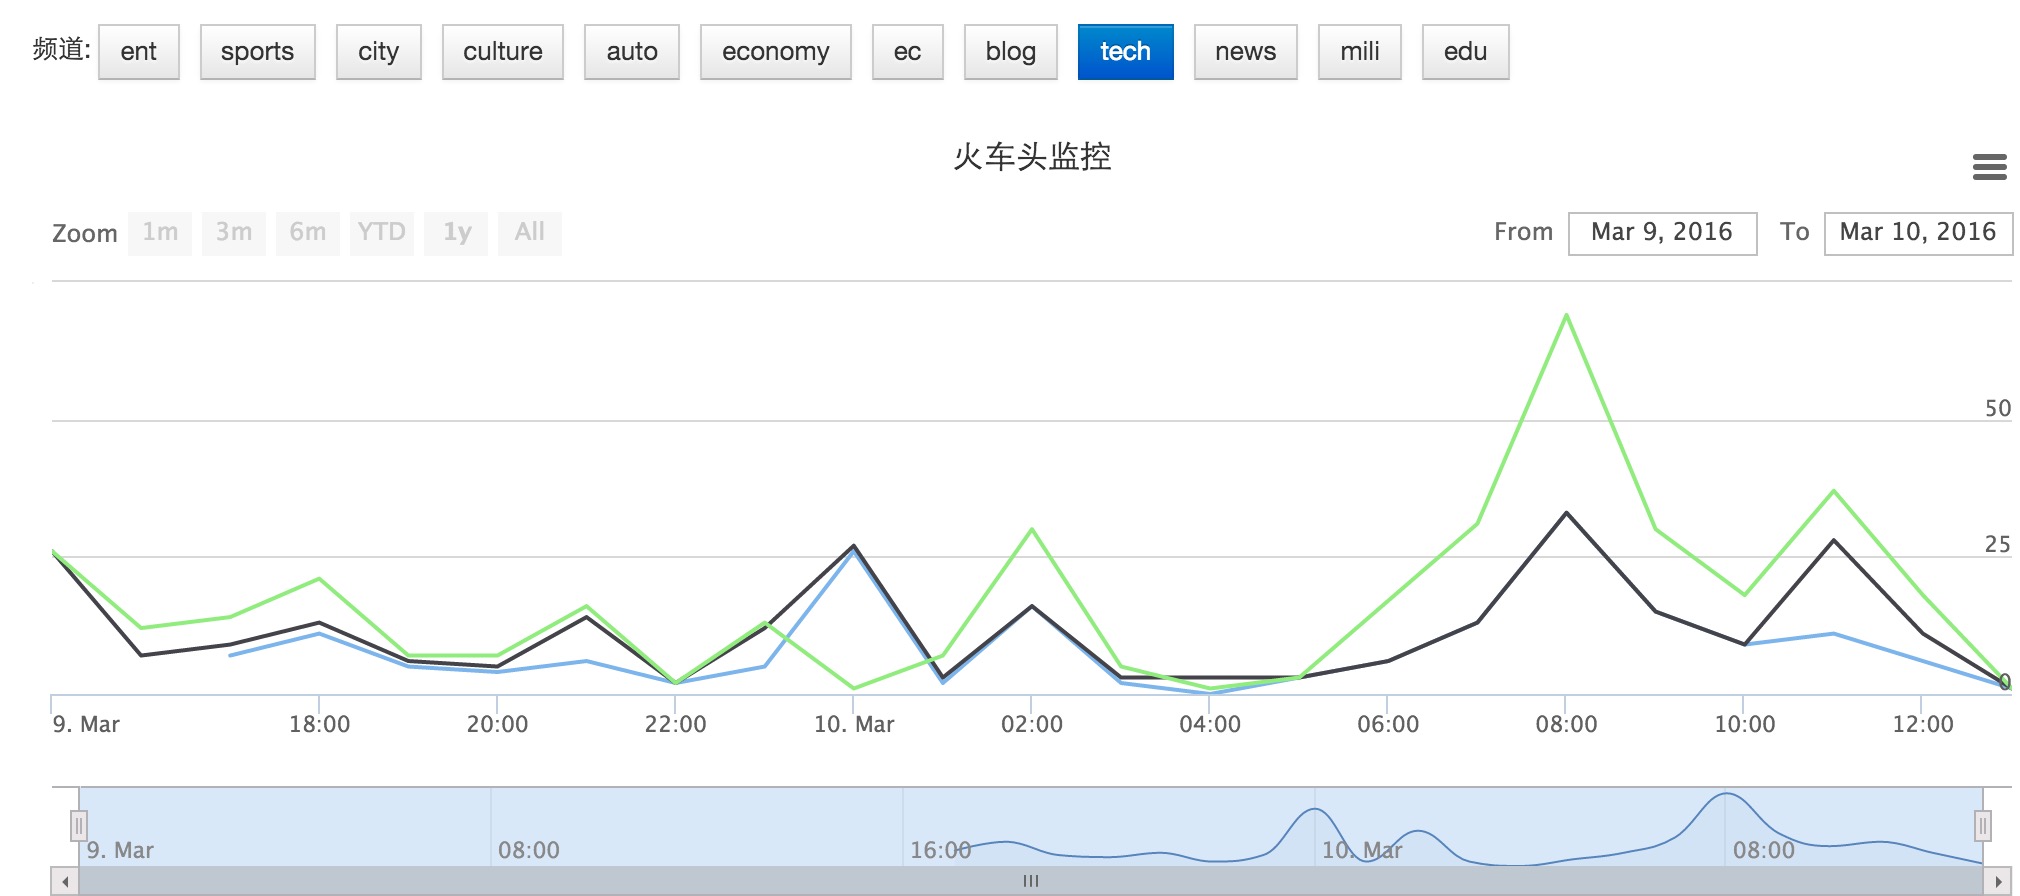 频道: ent sports city culture auto economy ec blog tech news mili edu
火车头监控
Zoom 1m 3m 6m YTD 1y All From Mar 9, 2016 To Mar 10, 2016
50
25
0
9. Mar 18:00 20:00 22:00 10. Mar 02:00 04:00 06:00 08:00 10:00 12:00
9. Mar 08:00 16:00 10. Mar 08:00